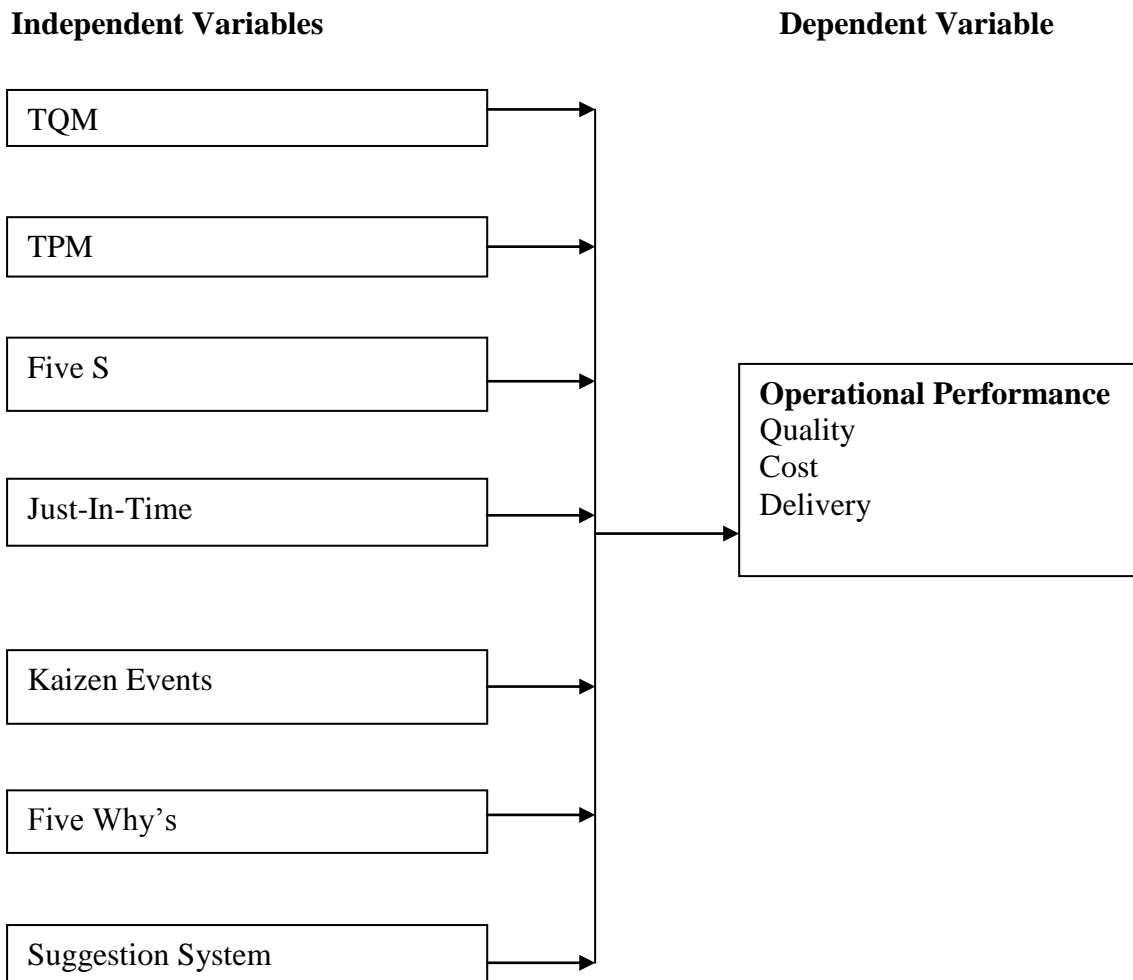 Independent Variables
Dependent Variable
TQM
TPM
Five S
Just-In-Time
Kaizen Events
Five Why’s
Suggestion System
Operational Performance
Quality
Cost
Delivery